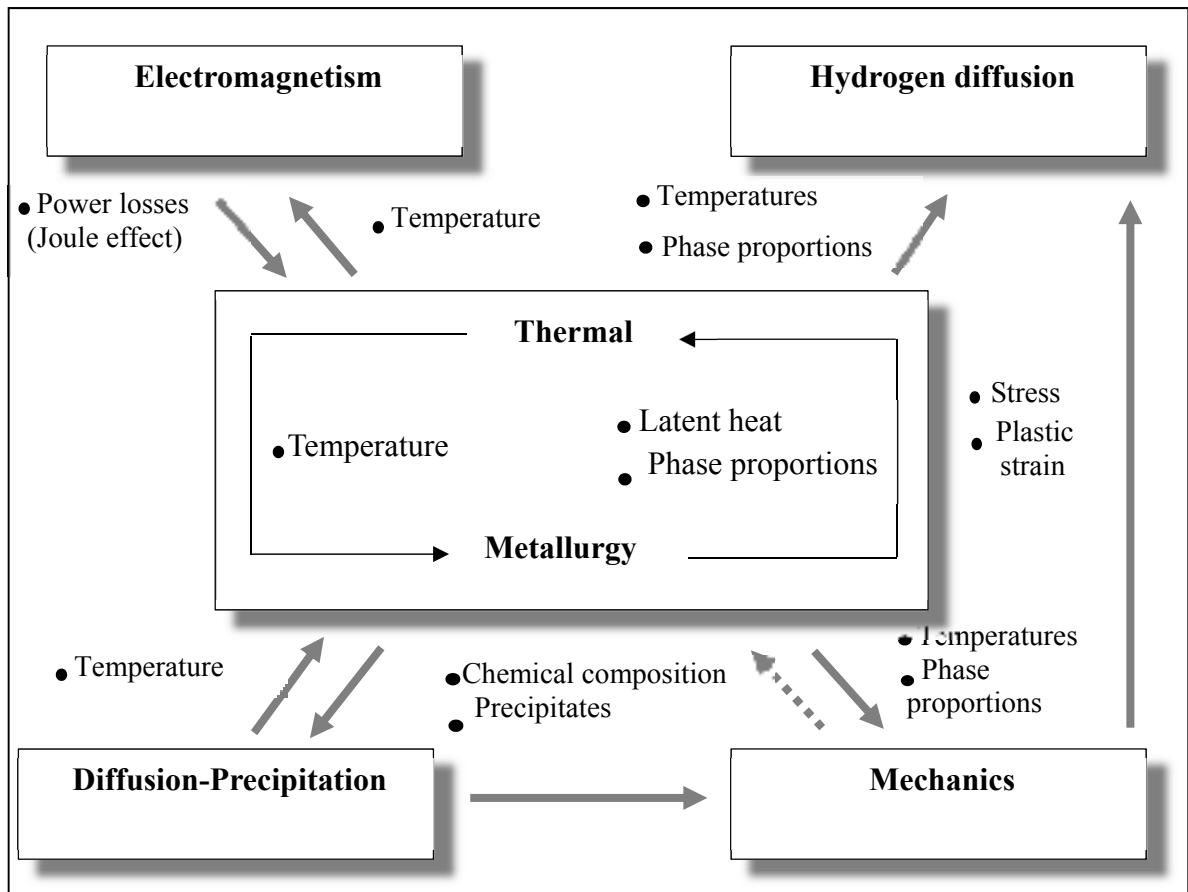 Electromagnetism
Hydrogen diffusion
• Power losses
(Joule effect)
• Temperature
• Temperatures
• Phase proportions
Thermal
• Temperature
• Latent heat
• Phase proportions
Metallurgy
• Stress
• Plastic
strain
• Temperature
• Chemical composition
• Precipitates
• Temperatures
• Phase
proportions
Diffusion-Precipitation
Mechanics